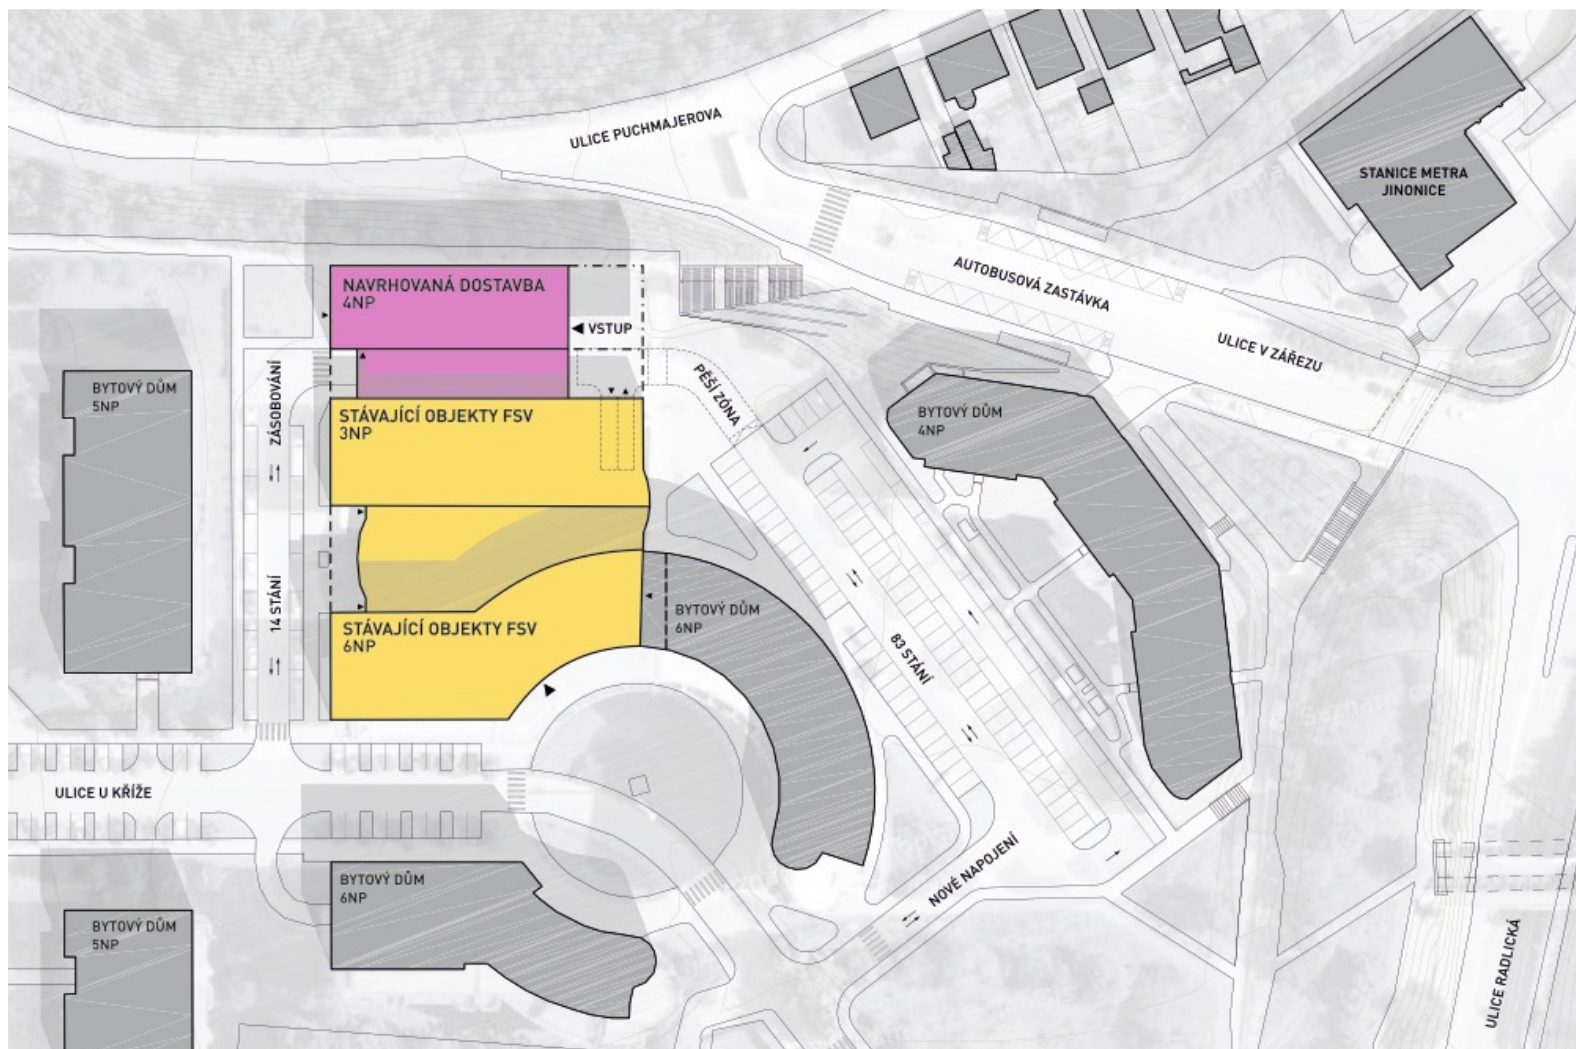 ULICE PUCHMAJEROVA
STANICE METRA
JINONICE
AUTOBUSOVÁ ZASTÁVKA
ULICE V ZÁŘEZU
NAVRHOVANÁ DOSTAVBA
4NP
VSTUP
PĚŠÍ ZÓNA
BYTOVÝ DŮM
5NP
ZÁSOBOVÁNÍ
STÁVAJÍCÍ OBJEKTY FSV
3NP
BYTOVÝ DŮM
4NP
14 STÁNÍ
STÁVAJÍCÍ OBJEKTY FSV
6NP
BYTOVÝ DŮM
6NP
83 STÁNÍ
ULICE U KŘÍŽE
NOVÉ NAPOJENÍ
BYTOVÝ DŮM
6NP
BYTOVÝ DŮM
5NP
ULICE RADLICKÁ